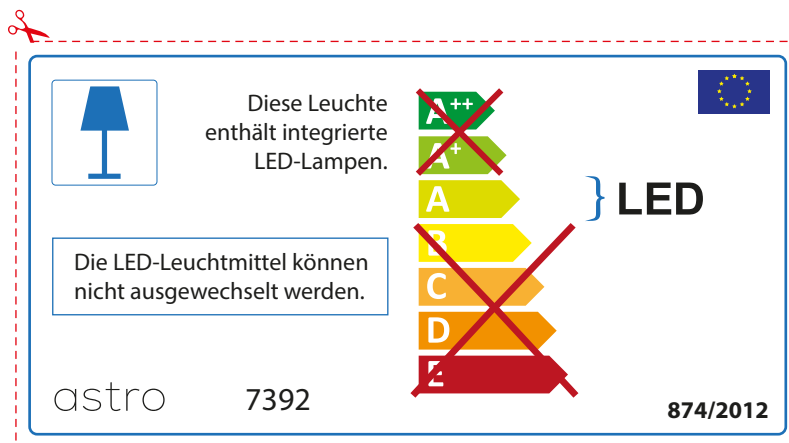 Diese Leuchte
enthält integrierte
LED-Lampen.
A++
A+
A
B
C
D
E
LED
Die LED-Leuchtmittel können
nicht ausgewechselt werden.
astro
7392
874/2012